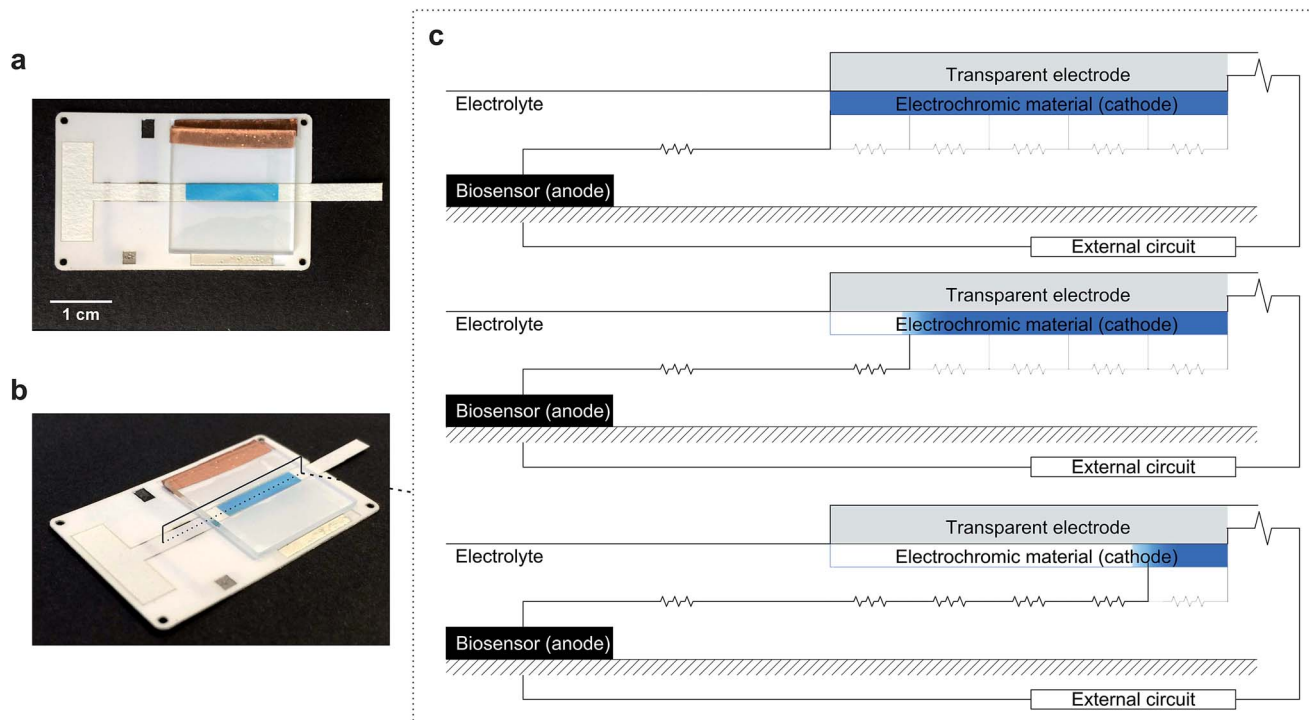 a
1 cm
b
c
Transparent electrode
Electrolyte
Electrochromic material (cathode)
Biosensor (anode)
External circuit
Transparent electrode
Electrolyte
Electrochromic material (cathode)
Biosensor (anode)
External circuit
Transparent electrode
Electrolyte
Electrochromic material (cathode)
Biosensor (anode)
External circuit